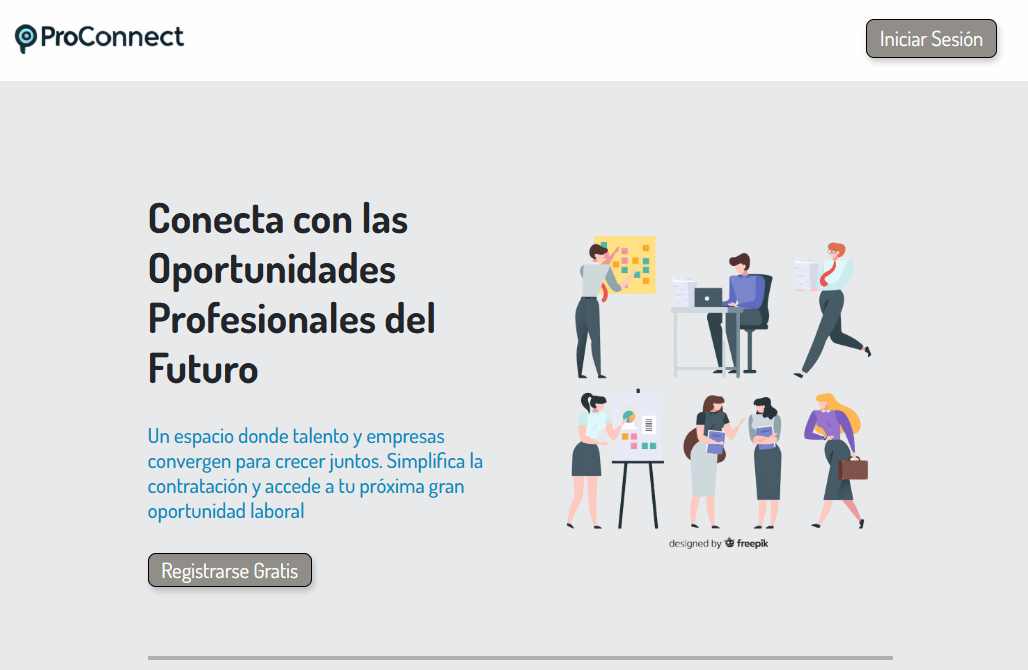 ProConnect
Iniciar Sesión
Conecta con las
Oportunidades
Profesionales del
Futuro
Un espacio donde talento y empresas
convergen para crecer juntos. Simplifica la
contratación y accede a tu próxima gran
oportunidad laboral
Registrarse Gratis
designed by freepik